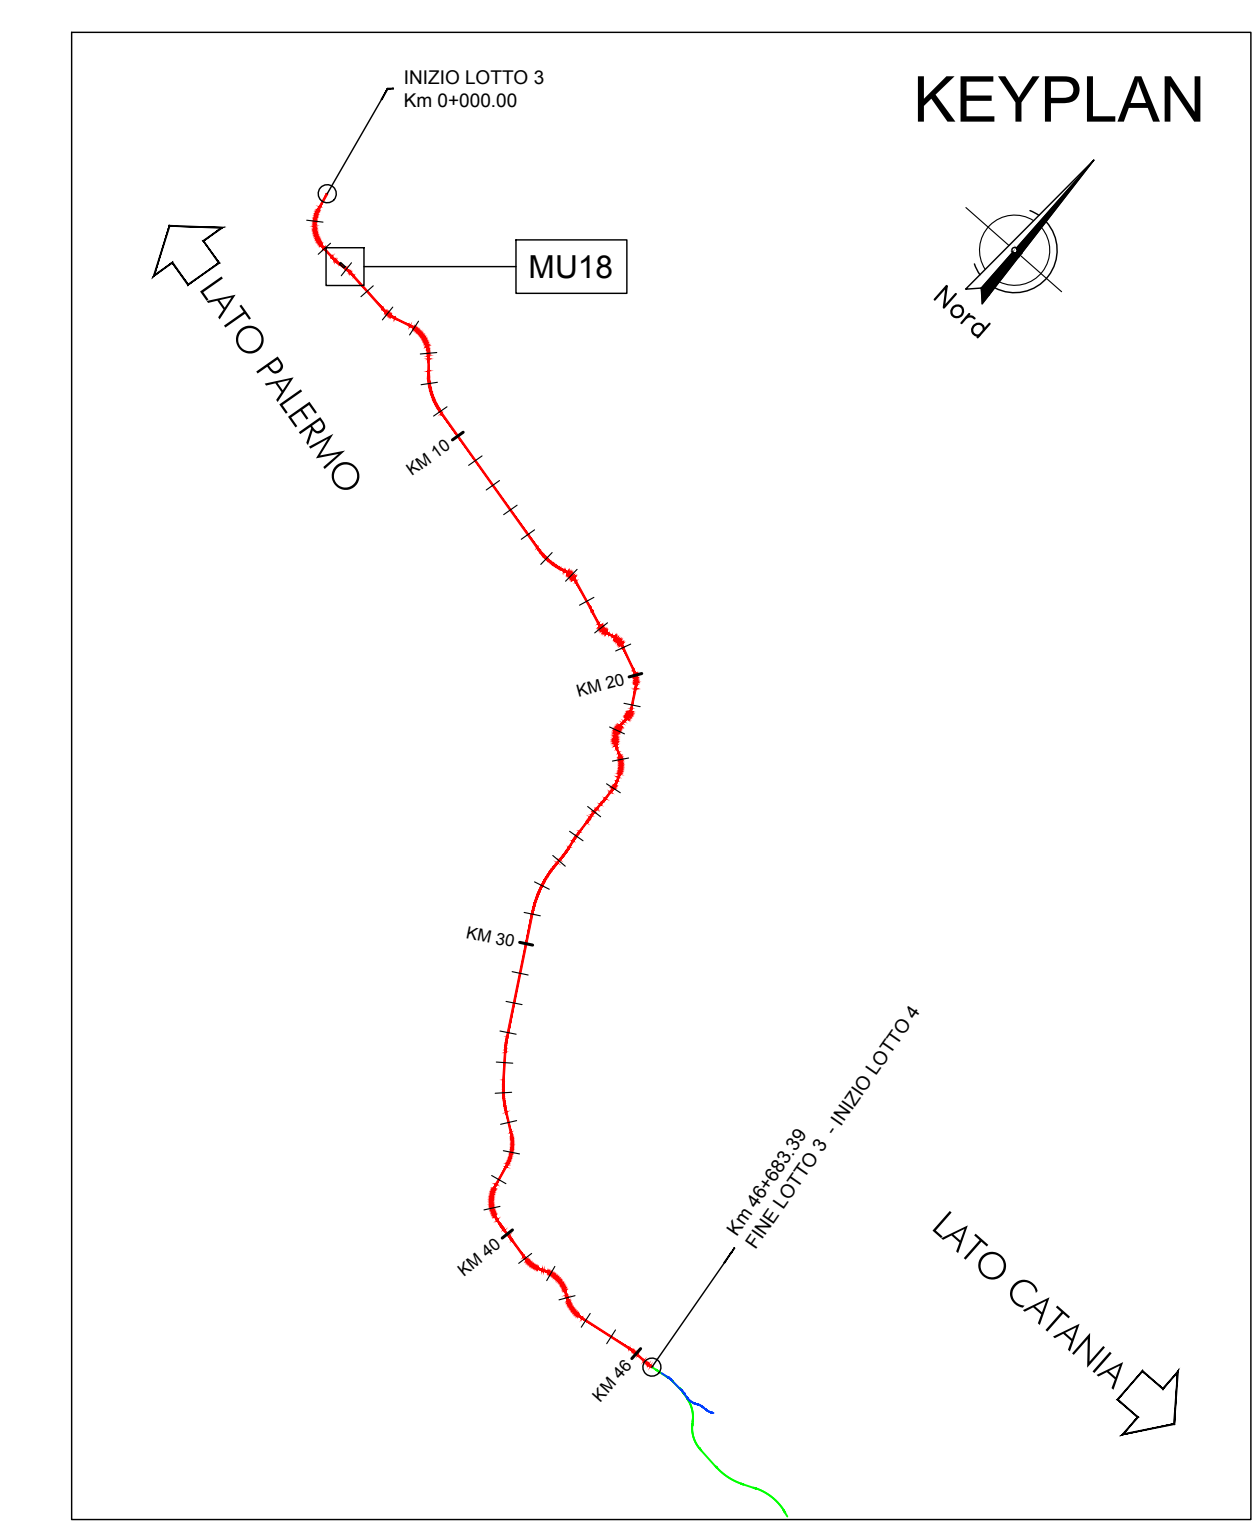 INIZIO LOTTO 3
Km 0+000.00
KEYPLAN
MU18
Nord
LATO PALERMO
KM 10
KM 20
KM 30
Km 46+683.39
FINE LOTTO 3 - INIZIO LOTTO 4
LATO CATANIA
KM 40
KM 46